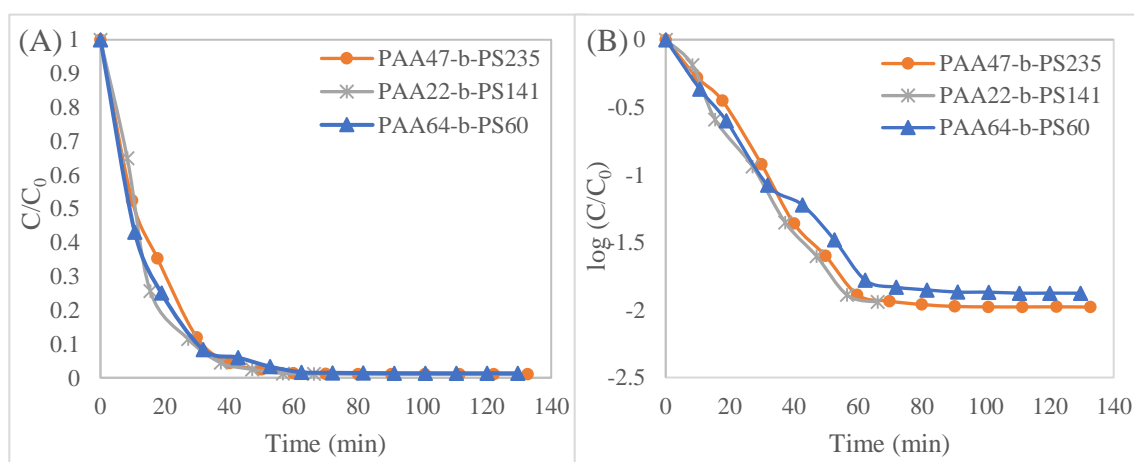 (A)
1
0.9
0.8
0.7
0.6
0.5
0.4
0.3
0.2
0.1
0
C/C0
0 20 40 60 80 100 120 140
Time (min)
PAA47-b-PS235
PAA22-b-PS141
PAA64-b-PS60
(B)
0
-0.5
-1
-1.5
-2
-2.5
log (C/C0)
0 20 40 60 80 100 120 140
Time (min)
PAA47-b-PS235
PAA22-b-PS141
PAA64-b-PS60